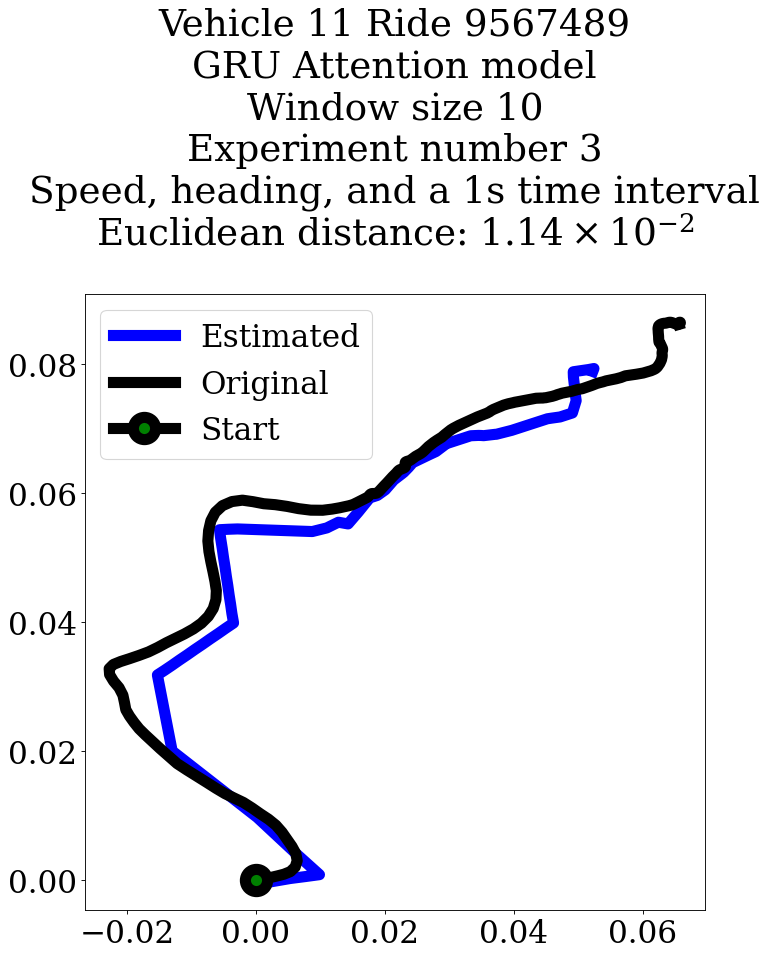 Vehicle 11 Ride 9567489
GRU Attention model
Window size 10
Experiment number 3
Speed, heading, and a 1s time interval
Euclidean distance: 1.14 × 10⁻²
Estimated
Original
Start
0.08
0.06
0.04
0.02
0.00
−0.02 0.00 0.02 0.04 0.06